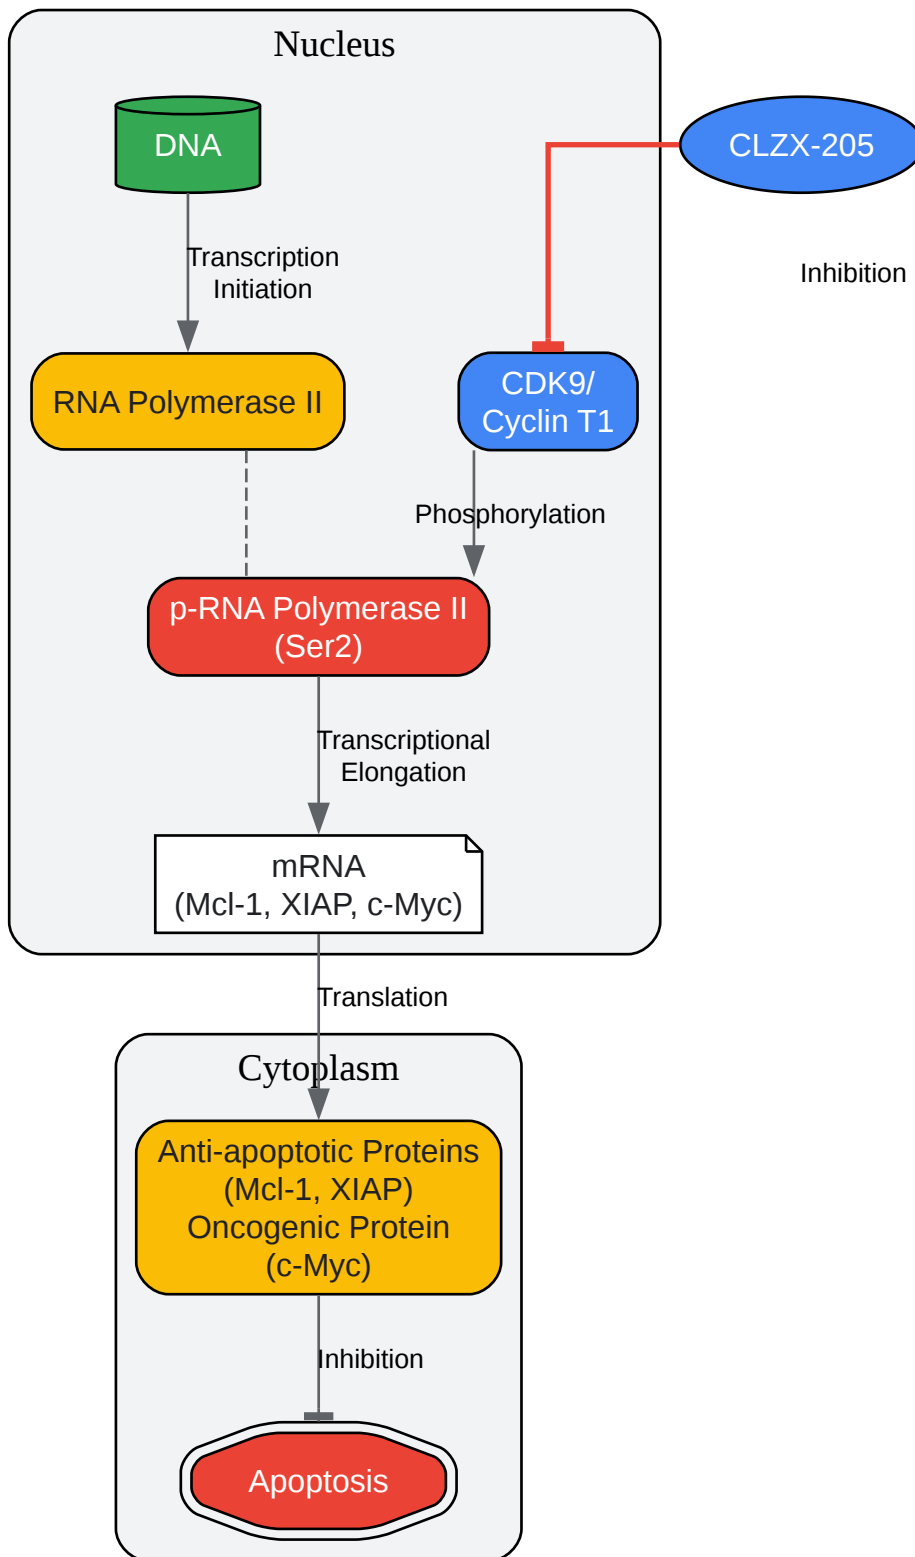 Nucleus
DNA
CLZX-205
Transcription
Initiation
Inhibition
RNA Polymerase II
CDK9/
Cyclin T1
Phosphorylation
p-RNA Polymerase II
(Ser2)
Transcriptional
Elongation
mRNA
(Mcl-1, XIAP, c-Myc)
Translation
Cytoplasm
Anti-apoptotic Proteins
(Mcl-1, XIAP)
Oncogenic Protein
(c-Myc)
Inhibition
Apoptosis